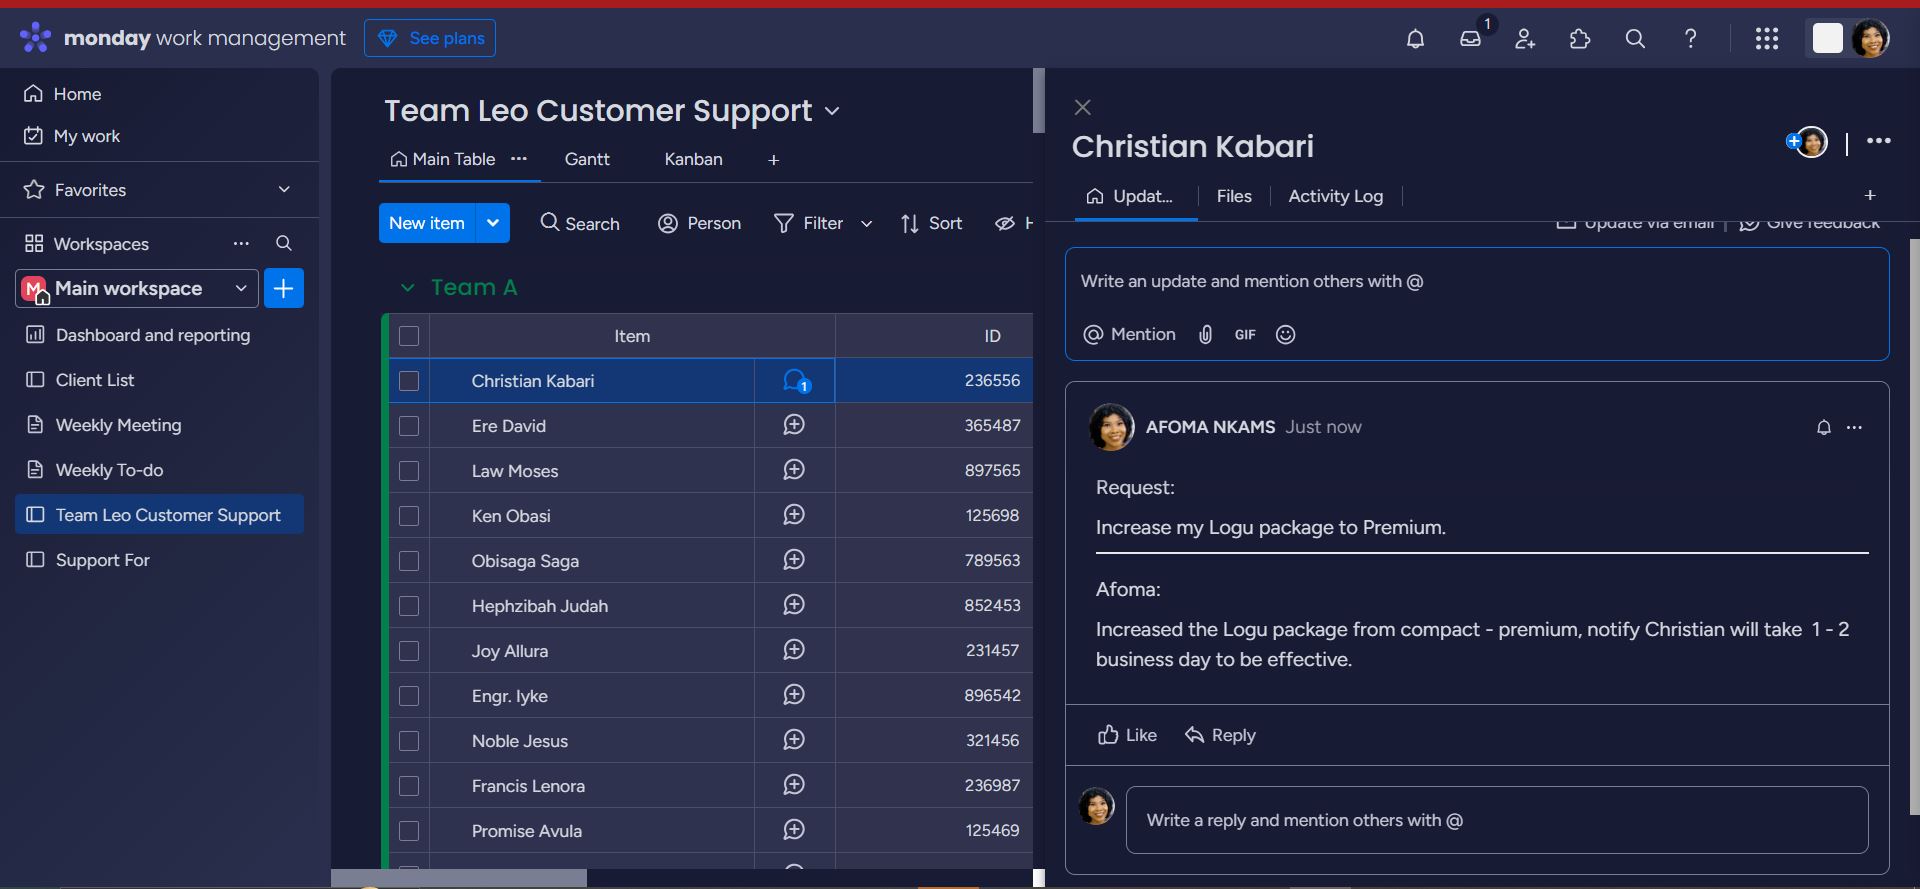 monday work management
See plans
1
Home
My work
Favorites
Workspaces
M
Main workspace
Dashboard and reporting
Client List
Weekly Meeting
Weekly To-do
Team Leo Customer Support
Support For
Team Leo Customer Support
Main Table
Gantt
Kanban
New item
Search
Person
Filter
Sort
H
Team A
Item
ID
Christian Kabari
1
236556
Ere David
365487
Law Moses
897565
Ken Obasi
125698
Obisaga Saga
789563
Hephzibah Judah
852453
Joy Allura
231457
Engr. Iyke
896542
Noble Jesus
321456
Francis Lenora
236987
Promise Avula
125469
Christian Kabari
Updat...
Files
Activity Log
Update via email
Give feedback
Write an update and mention others with @
Mention
GIF
AFOMA NKAMS Just now
Request:
Increase my Logu package to Premium.
Afoma:
Increased the Logu package from compact - premium, notify Christian will take 1 - 2
business day to be effective.
Like
Reply
Write a reply and mention others with @